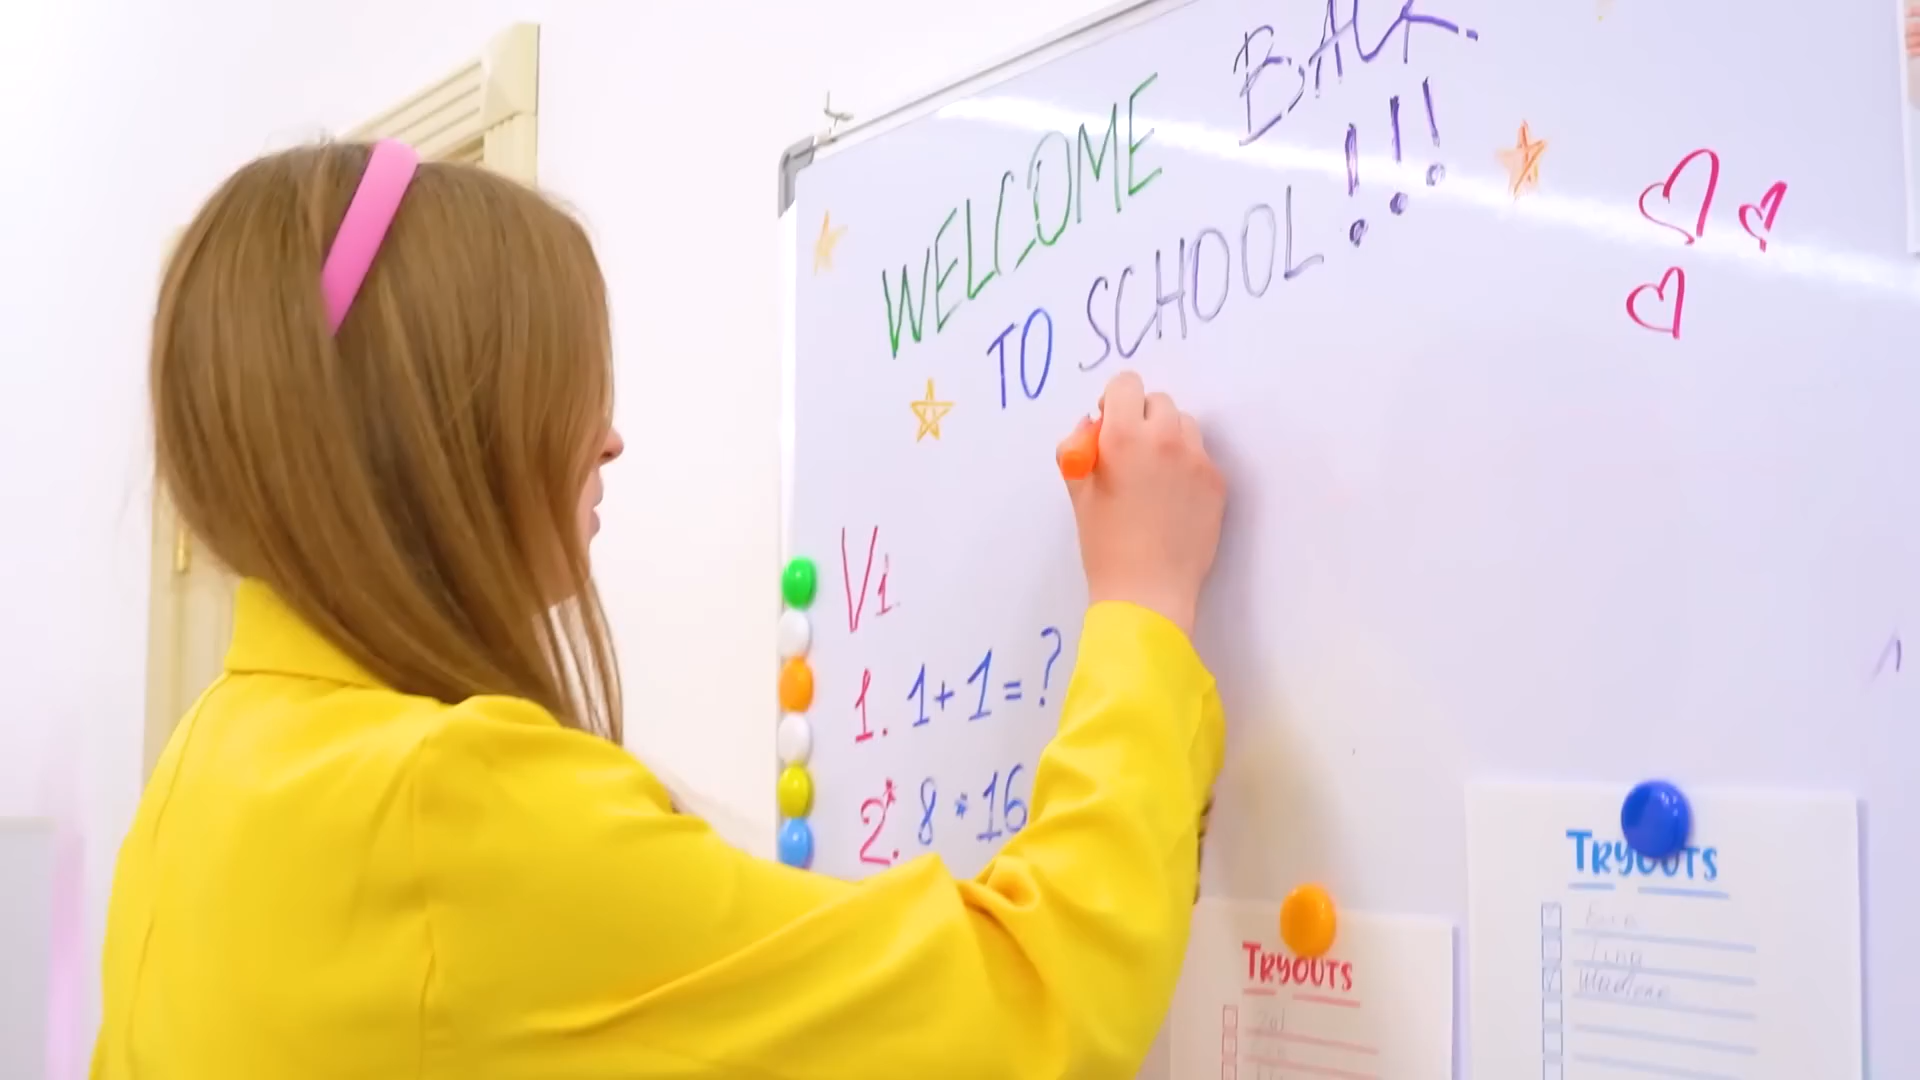 WELCOME BACK
TO SCHOOL!!!
V1
1. 1+1=?
2.* 8*16
TRYOUTS
TRYOUTS